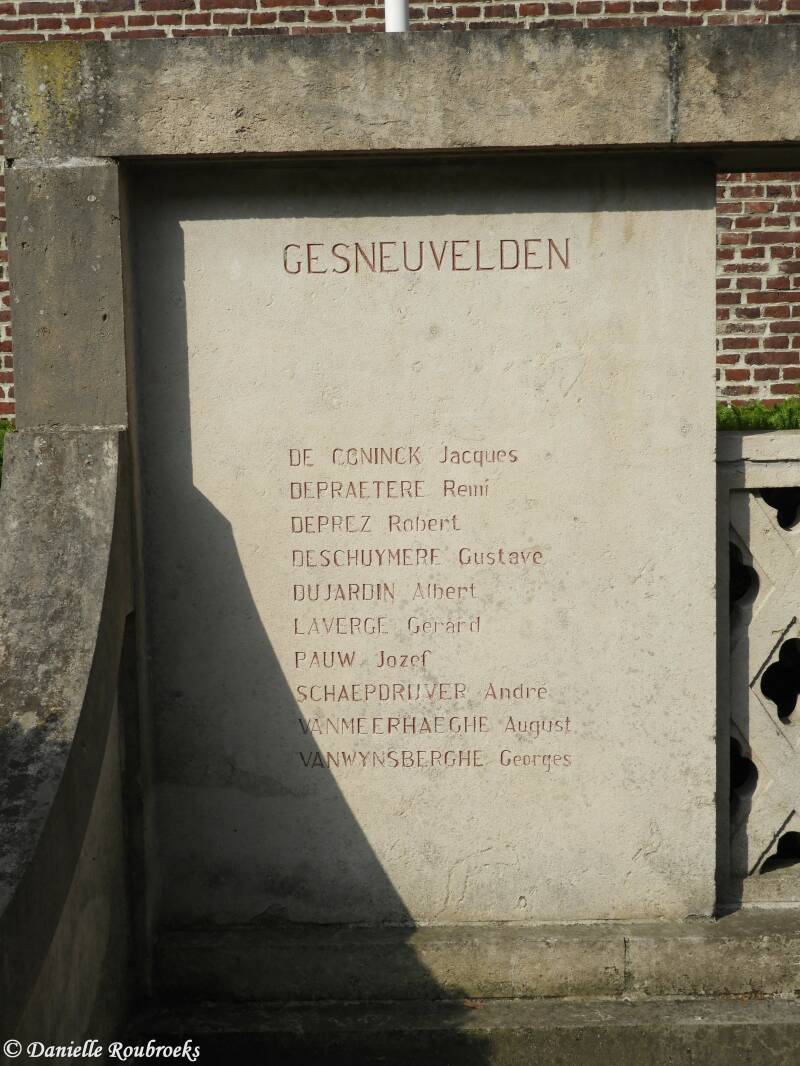 GESNEUVELDEN
DE CONINCK Jacques
DEPRAETERE Remi
DEPREZ Robert
DESCHUYMERE Gustave
DUJARDIN Albert
LAVERGE Gerard
PAUW Jozef
SCHAEPDRIJVER André
VANMEERHAEGHE August
VANWYNSBERGHE Georges
© Danielle Roubroeks